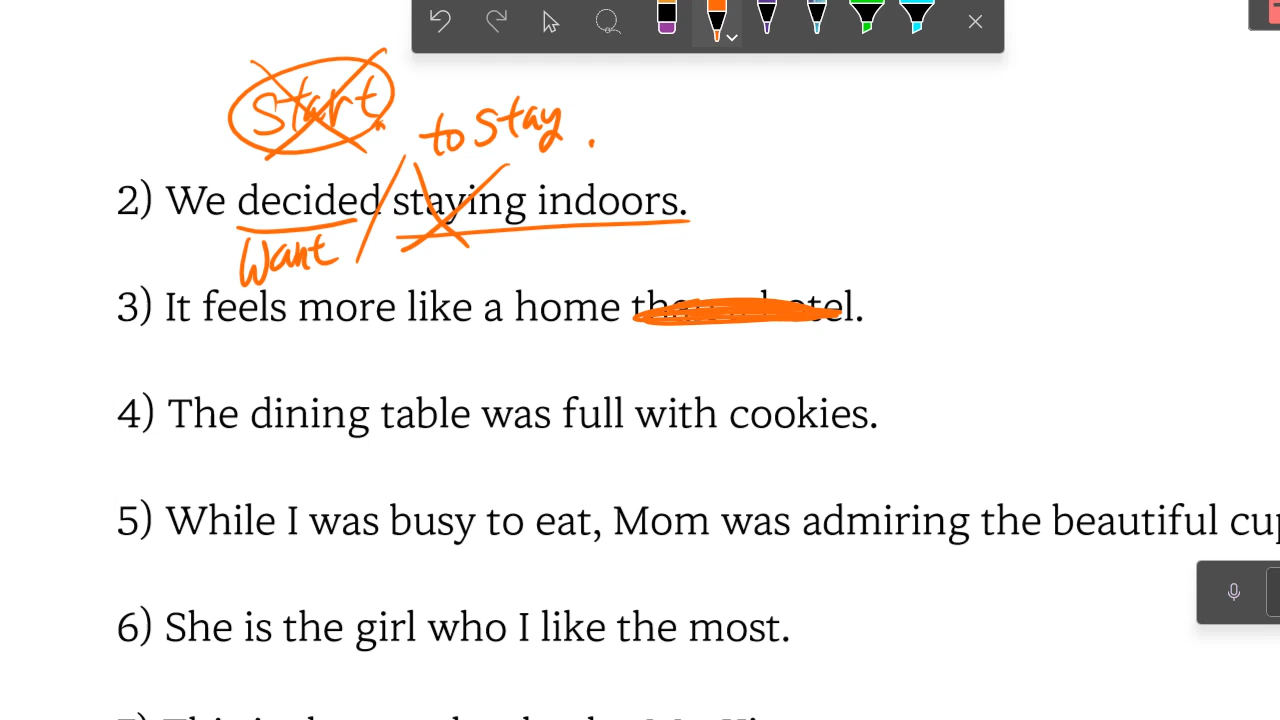 Start
to stay.
2) We decided staying indoors.
Want
3) It feels more like a home
4) The dining table was full with cookies.
5) While I was busy to eat, Mom was admiring the beautiful
6) She is the girl who I like the most.